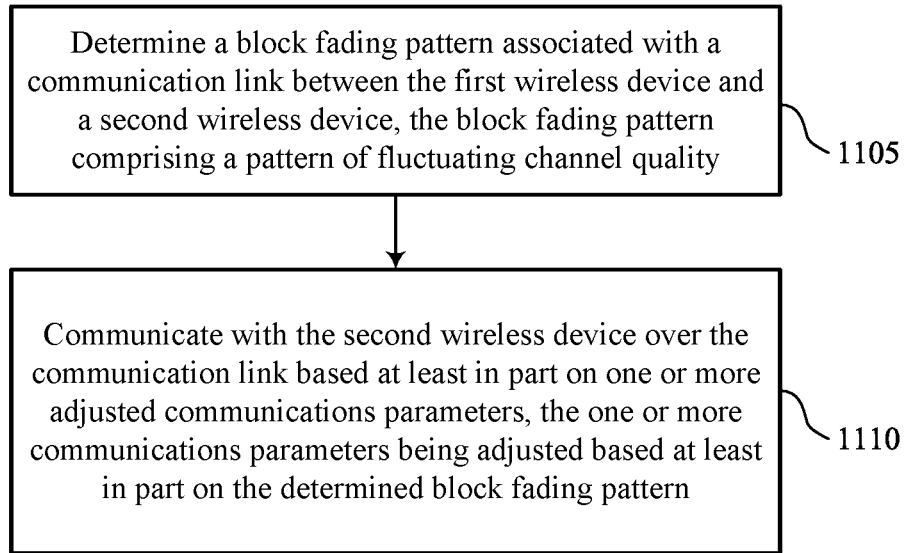 Determine a block fading pattern associated with a
communication link between the first wireless device and
a second wireless device, the block fading pattern
comprising a pattern of fluctuating channel quality
1105
Communicate with the second wireless device over the
communication link based at least in part on one or more
adjusted communications parameters, the one or more
communications parameters being adjusted based at least
in part on the determined block fading pattern
1110